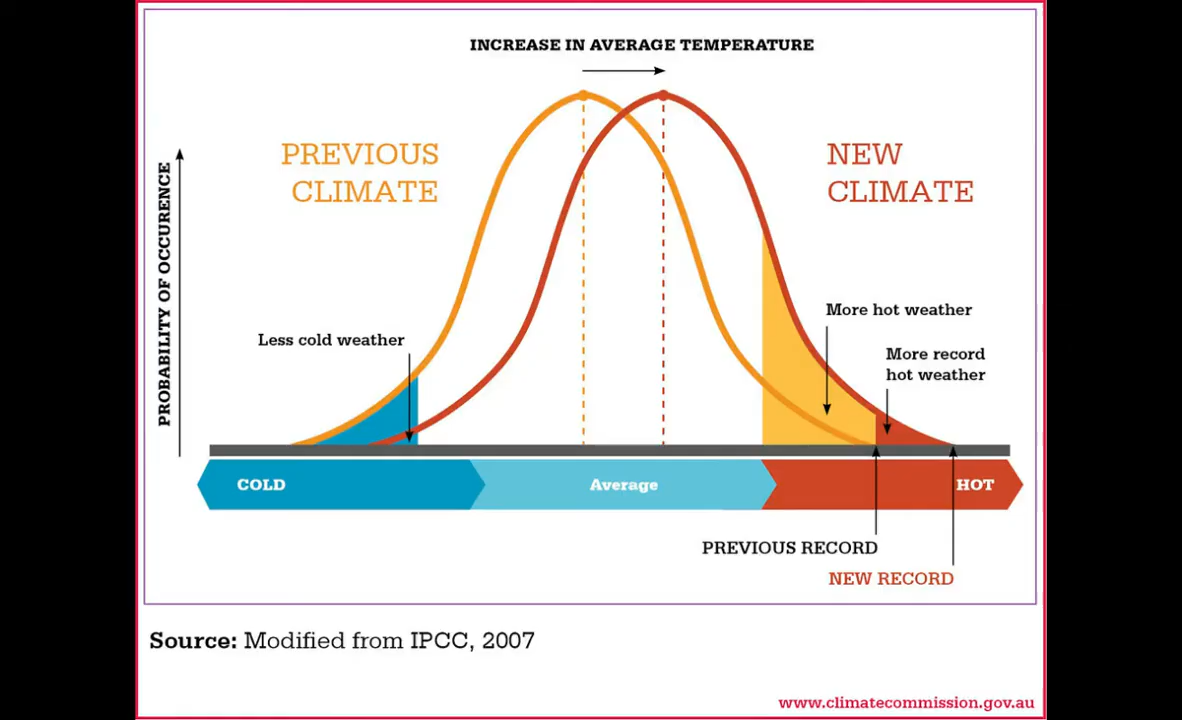 INCREASE IN AVERAGE TEMPERATURE
PREVIOUS
CLIMATE
NEW
CLIMATE
PROBABILITY OF OCCURENCE
Less cold weather
More hot weather
More record
hot weather
COLD
Average
HOT
PREVIOUS RECORD
NEW RECORD
Source: Modified from IPCC, 2007
www.climatecommission.gov.au